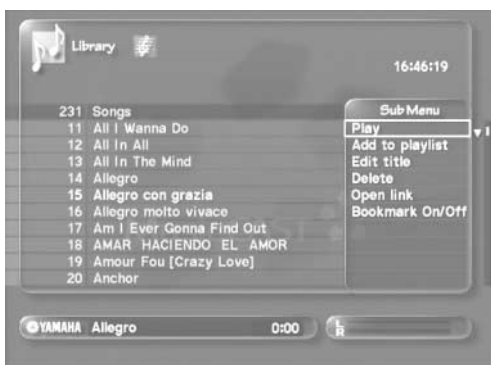 Library
16:46:19
231 Songs
11 All I Wanna Do
12 All In All
13 All In The Mind
14 Allegro
15 Allegro con grazia
16 Allegro molto vivace
17 Am I Ever Gonna Find Out
18 AMAR HACIENDO EL AMOR
19 Amour Fou [Crazy Love]
20 Anchor
Sub Menu
Play
Add to playlist
Edit title
Delete
Open link
Bookmark On/Off
YAMAHA Allegro 0:00 L
R